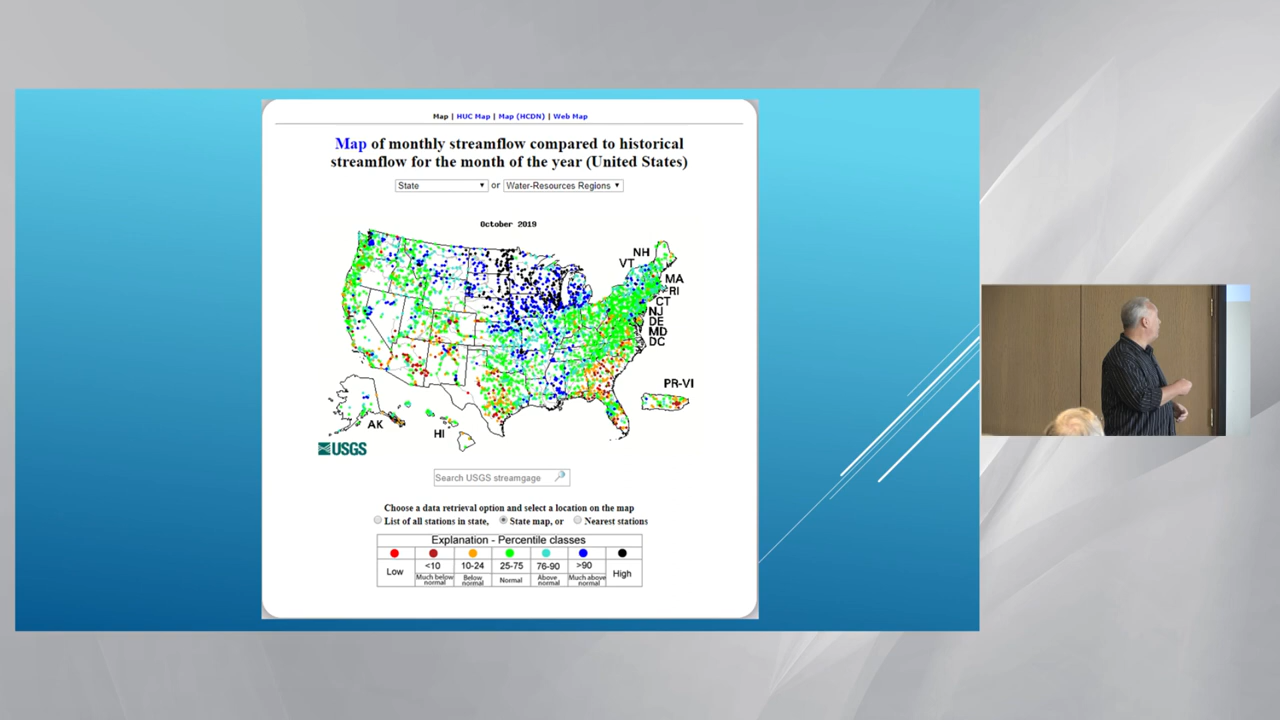 Map | HUC Map | Map (HCDN) | Web Map
Map of monthly streamflow compared to historical
streamflow for the month of the year (United States)
State or Water-Resources Regions
October 2019
NH
VT
MA
RI
CT
NJ
DE
MD
DC
PR-VI
AK
HI
USGS
Search USGS streamgage
Choose a data retrieval option and select a location on the map
List of all stations in state, State map, or Nearest stations
Explanation - Percentile classes
Low <10 10-24 25-75 76-90 >90 High
Much below normal Below normal Normal Above normal Much above normal